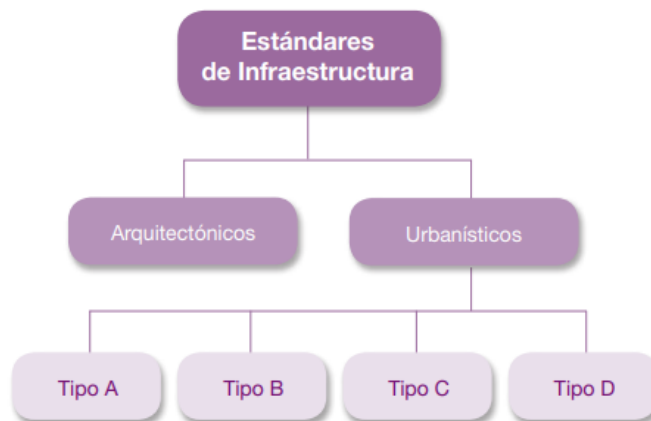 Estándares
de Infraestructura
Arquitectónicos
Urbanísticos
Tipo A
Tipo B
Tipo C
Tipo D